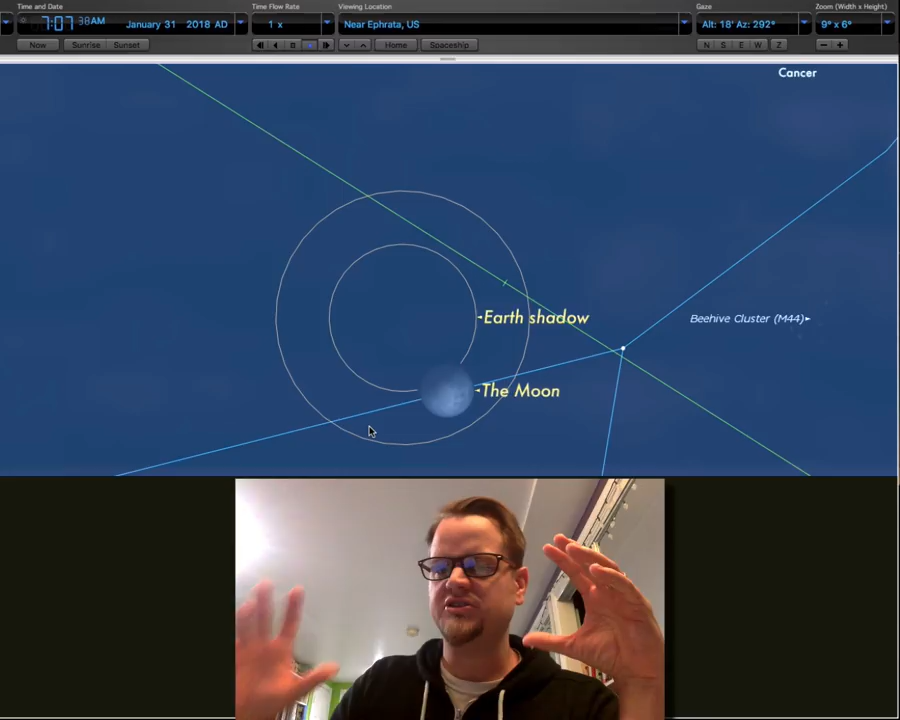 Time and Date
Time Flow Rate
Viewing Location
Gaze
Zoom (Width x Height)
7:07 38 AM
January 31 2018 AD
1 x
Near Ephrata, US
Alt: 18' Az: 292°
9° x 6°
Now
Sunrise
Sunset
Home
Spaceship
N
S
E
W
Z
Cancer
Earth shadow
Beehive Cluster (M44)
The Moon